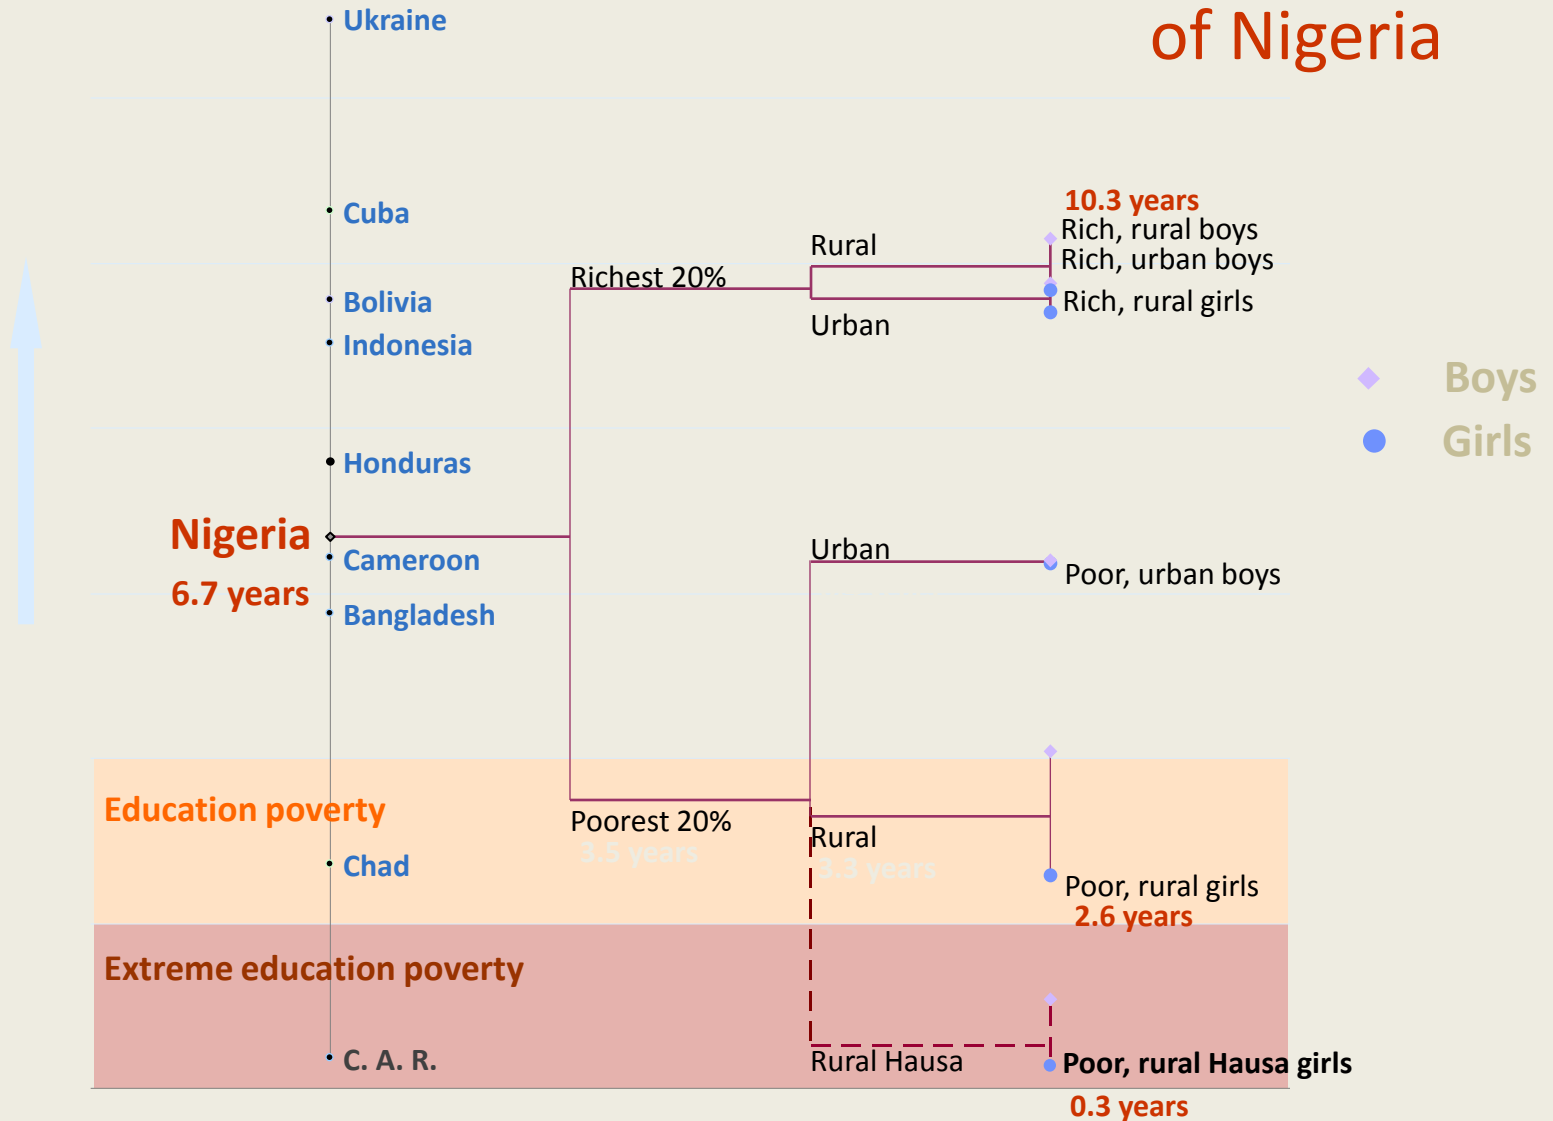 of Nigeria
Ukraine
Cuba
Bolivia
Indonesia
Honduras
Nigeria
6.7 years
Cameroon
Bangladesh
Chad
C. A. R.
Education poverty
Extreme education poverty
Richest 20%
Poorest 20%
3.5 years
Rural
Urban
Urban
Rural
3.3 years
Rural Hausa
10.3 years
Rich, rural boys
Rich, urban boys
Rich, rural girls
Poor, urban boys
Poor, rural girls
2.6 years
Poor, rural Hausa girls
0.3 years
Boys
Girls